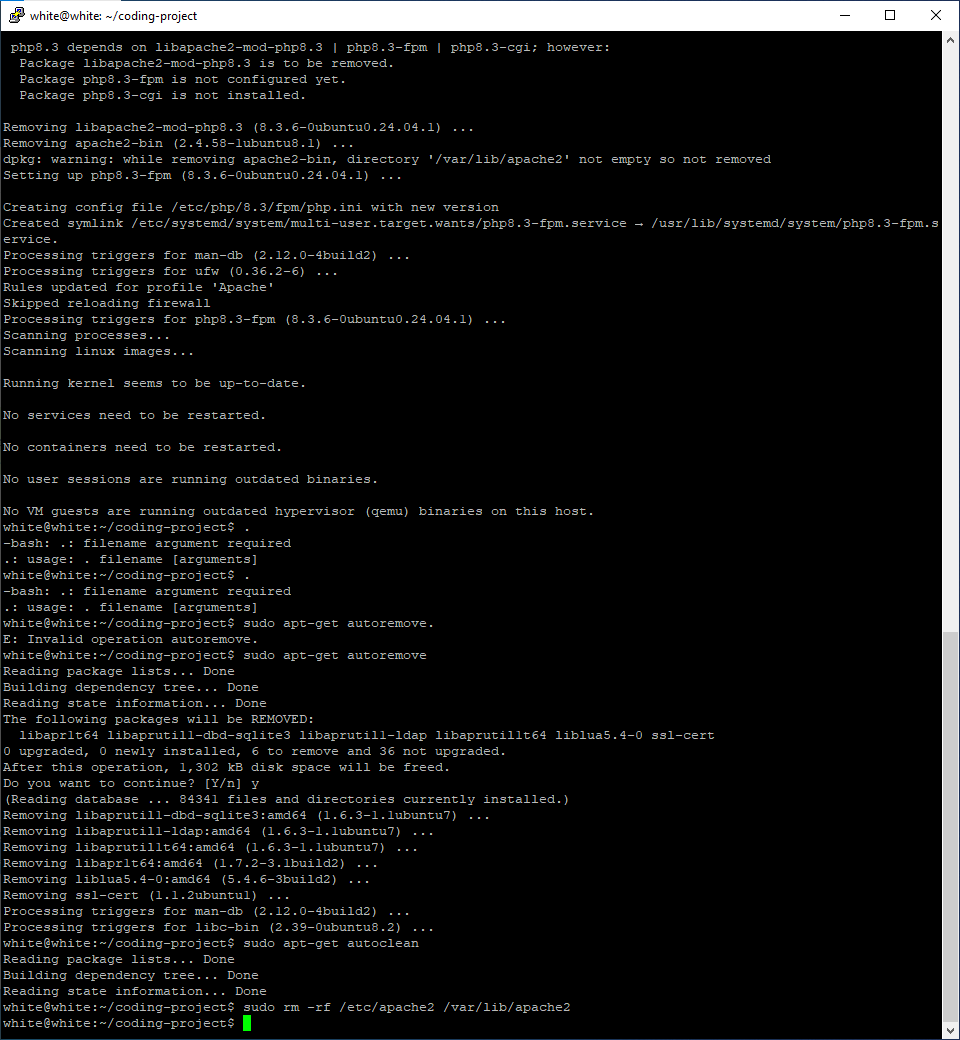 white@white: ~/coding-project
php8.3 depends on libapache2-mod-php8.3 | php8.3-fpm | php8.3-cgi; however:
Package libapache2-mod-php8.3 is to be removed.
Package php8.3-fpm is not configured yet.
Package php8.3-cgi is not installed.
Removing libapache2-mod-php8.3 (8.3.6-0ubuntu0.24.04.1) ...
Removing apache2-bin (2.4.58-1ubuntu8.1) ...
dpkg: warning: while removing apache2-bin, directory '/var/lib/apache2' not empty so not removed
Setting up php8.3-fpm (8.3.6-0ubuntu0.24.04.1) ...
Creating config file /etc/php/8.3/fpm/php.ini with new version
Created symlink /etc/systemd/system/multi-user.target.wants/php8.3-fpm.service → /usr/lib/systemd/system/php8.3-fpm.s
ervice.
Processing triggers for man-db (2.12.0-4build2) ...
Processing triggers for ufw (0.36.2-6) ...
Rules updated for profile 'Apache'
Skipped reloading firewall
Processing triggers for php8.3-fpm (8.3.6-0ubuntu0.24.04.1) ...
Scanning processes...
Scanning linux images...
Running kernel seems to be up-to-date.
No services need to be restarted.
No containers need to be restarted.
No user sessions are running outdated binaries.
No VM guests are running outdated hypervisor (qemu) binaries on this host.
white@white:~/coding-project$ .
-bash: .: filename argument required
.: usage: . filename [arguments]
white@white:~/coding-project$ .
-bash: .: filename argument required
.: usage: . filename [arguments]
white@white:~/coding-project$ sudo apt-get autoremove.
E: Invalid operation autoremove.
white@white:~/coding-project$ sudo apt-get autoremove
Reading package lists... Done
Building dependency tree... Done
Reading state information... Done
The following packages will be REMOVED:
libapr1t64 libaprutil1-dbd-sqlite3 libaprutil1-ldap libaprutil1t64 liblua5.4-0 ssl-cert
0 upgraded, 0 newly installed, 6 to remove and 36 not upgraded.
After this operation, 1,302 kB disk space will be freed.
Do you want to continue? [Y/n] y
(Reading database ... 84341 files and directories currently installed.)
Removing libaprutil1-dbd-sqlite3:amd64 (1.6.3-1.1ubuntu7) ...
Removing libaprutil1-ldap:amd64 (1.6.3-1.1ubuntu7) ...
Removing libaprutil1t64:amd64 (1.6.3-1.1ubuntu7) ...
Removing libapr1t64:amd64 (1.7.2-3.1build2) ...
Removing liblua5.4-0:amd64 (5.4.6-3build2) ...
Removing ssl-cert (1.1.2ubuntu1) ...
Processing triggers for man-db (2.12.0-4build2) ...
Processing triggers for libc-bin (2.39-0ubuntu8.2) ...
white@white:~/coding-project$ sudo apt-get autoclean
Reading package lists... Done
Building dependency tree... Done
Reading state information... Done
white@white:~/coding-project$ sudo rm -rf /etc/apache2 /var/lib/apache2
white@white:~/coding-project$